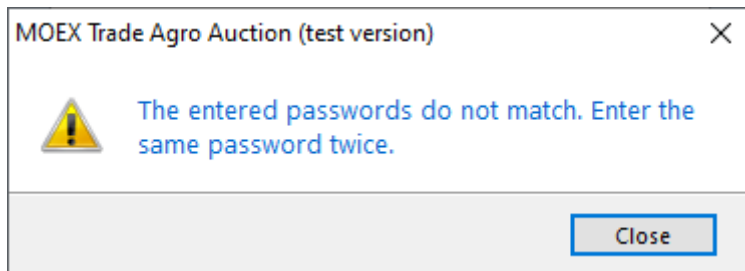 MOEX Trade Agro Auction (test version)
The entered passwords do not match. Enter the
same password twice.
Close